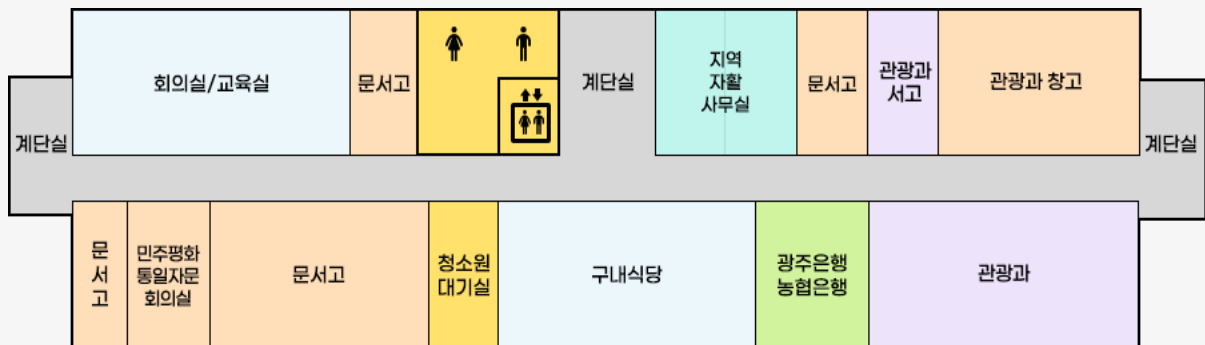 회의실/교육실
문서고
계단실
지역
자활
사무실
문서고
관광과
서고
관광과 창고
계단실
계단실
문
서
고
민주평화
통일자문
회의실
문서고
청소원
대기실
구내식당
광주은행
농협은행
관광과